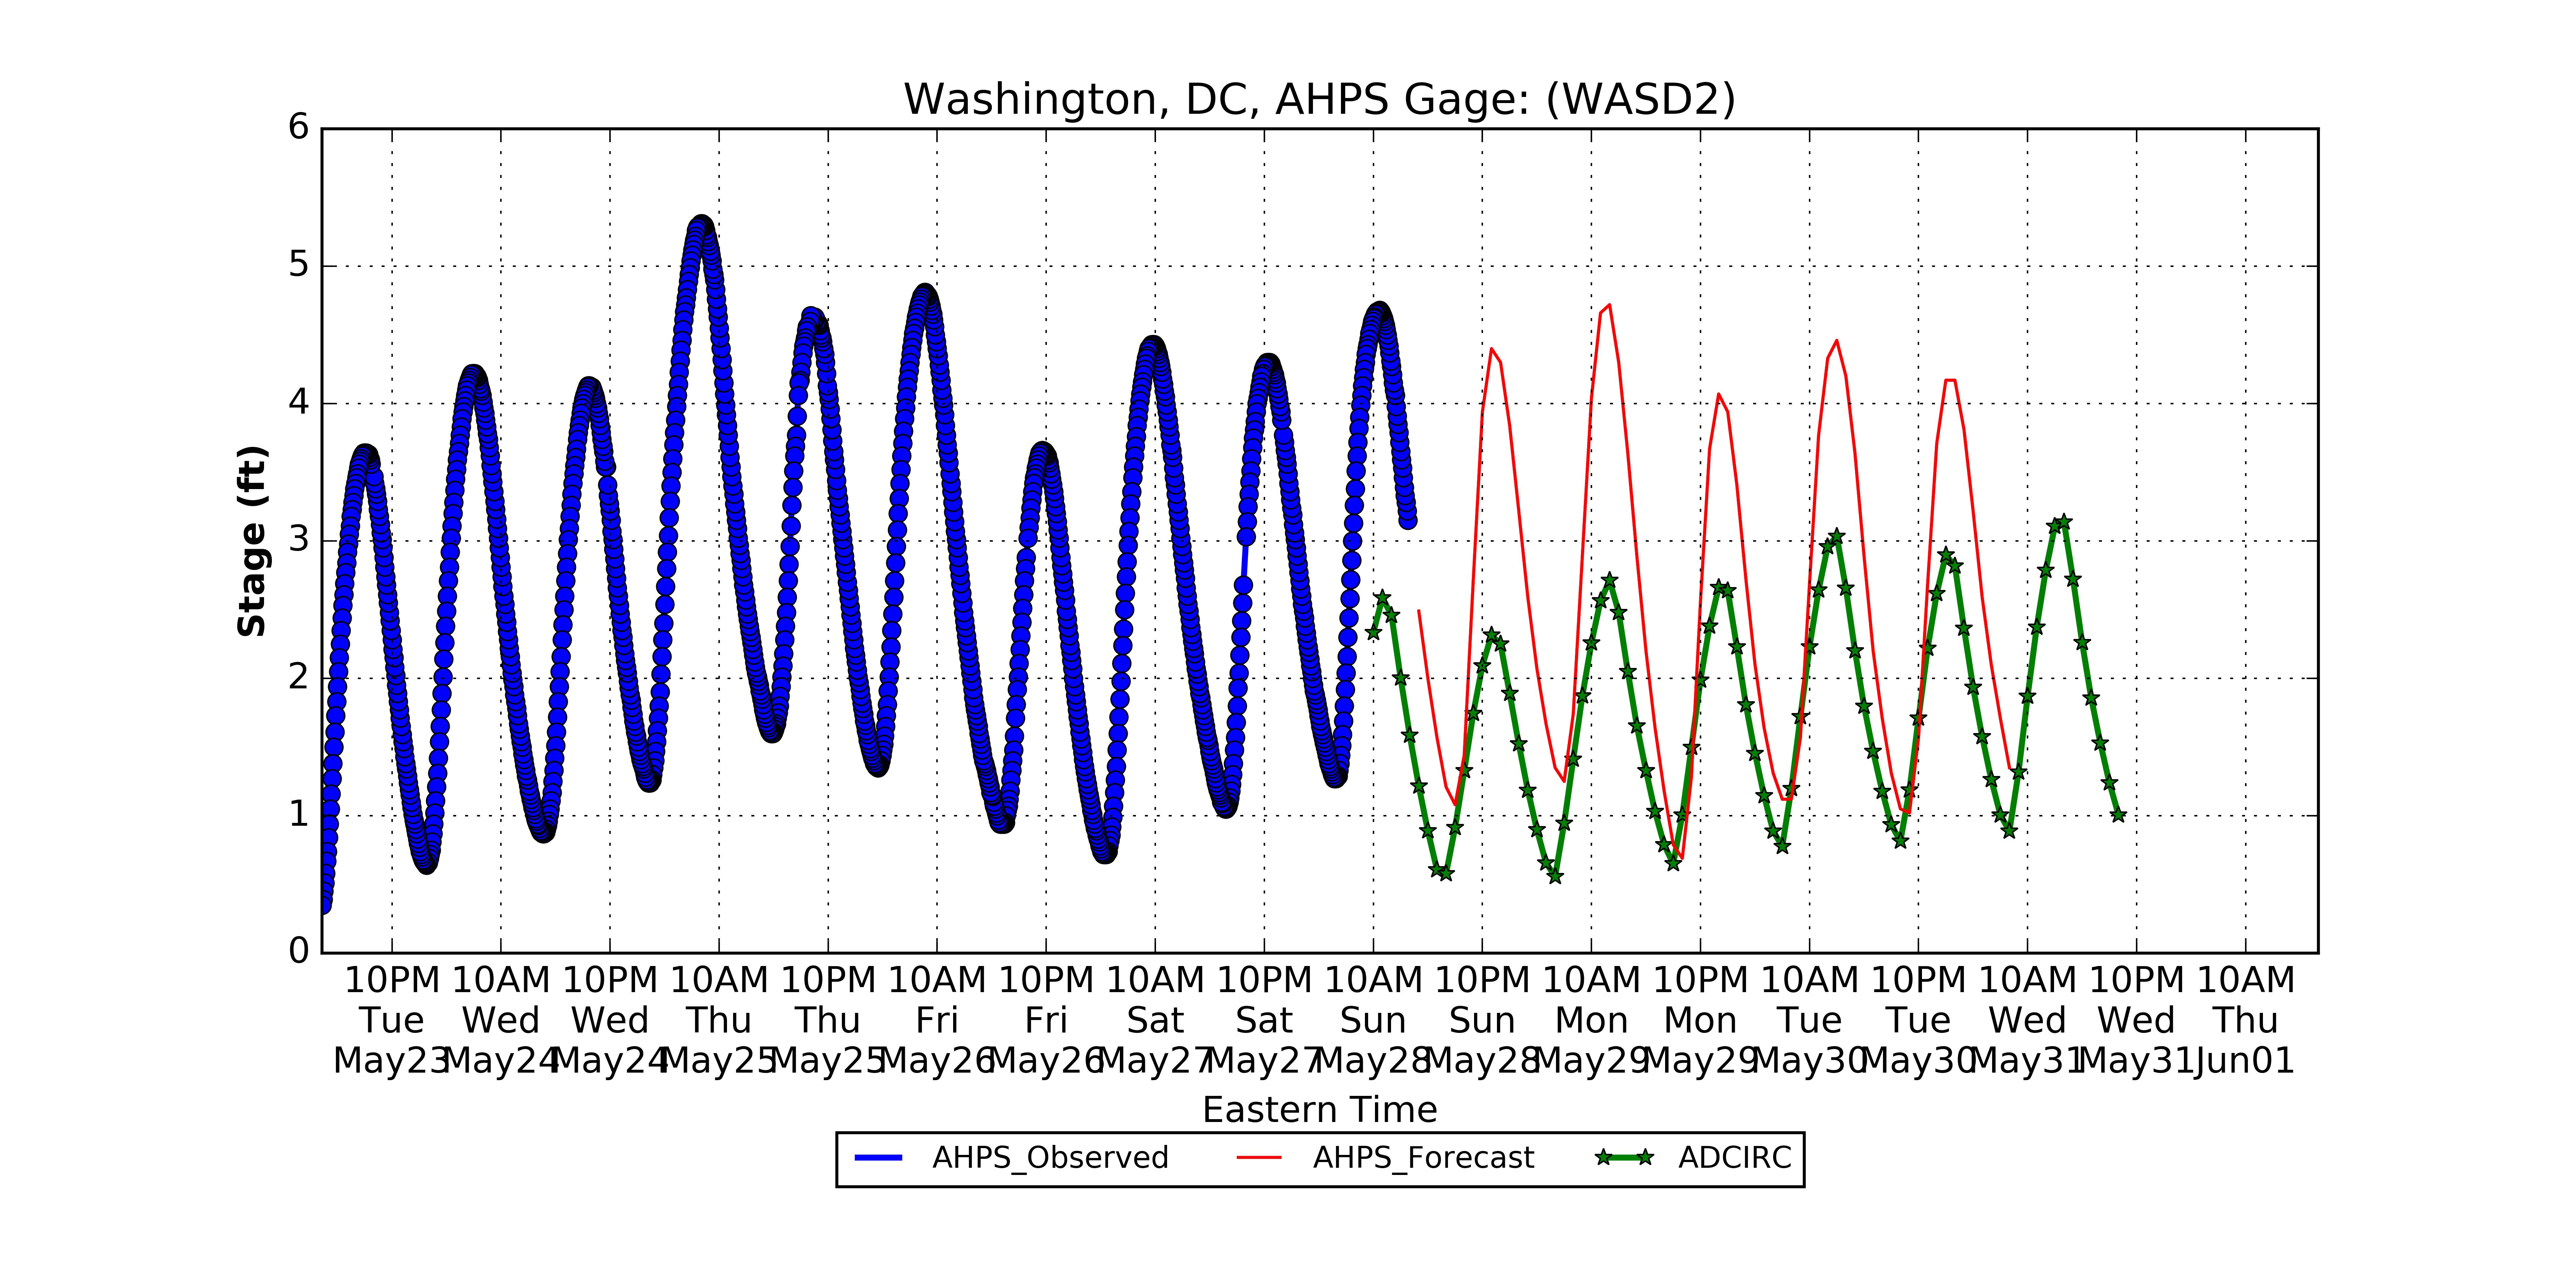 Washington, DC, AHPS Gage: (WASD2)
6
5
4
3
2
1
0
Stage (ft)
10PM 10AM 10PM 10AM 10PM 10AM 10PM 10AM 10PM 10AM 10PM 10AM 10PM 10AM 10PM 10AM 10PM 10AM
Tue Wed Wed Thu Thu Fri Fri Sat Sat Sun Sun Mon Mon Tue Tue Wed Wed Thu
May23 May24 May24 May25 May25 May26 May26 May27 May27 May28 May28 May29 May29 May30 May30 May31 May31 Jun01
Eastern Time
AHPS_Observed AHPS_Forecast ADCIRC